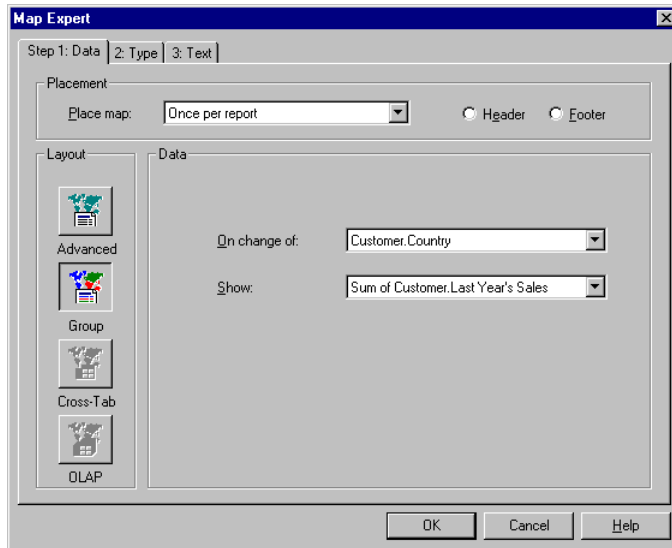 Map Expert
Step 1: Data 2: Type 3: Text
Placement
Place map: Once per report Header Footer
Layout Data
Advanced
On change of: Customer.Country
Show: Sum of Customer.Last Year's Sales
Group
Cross-Tab
OLAP
OK Cancel Help